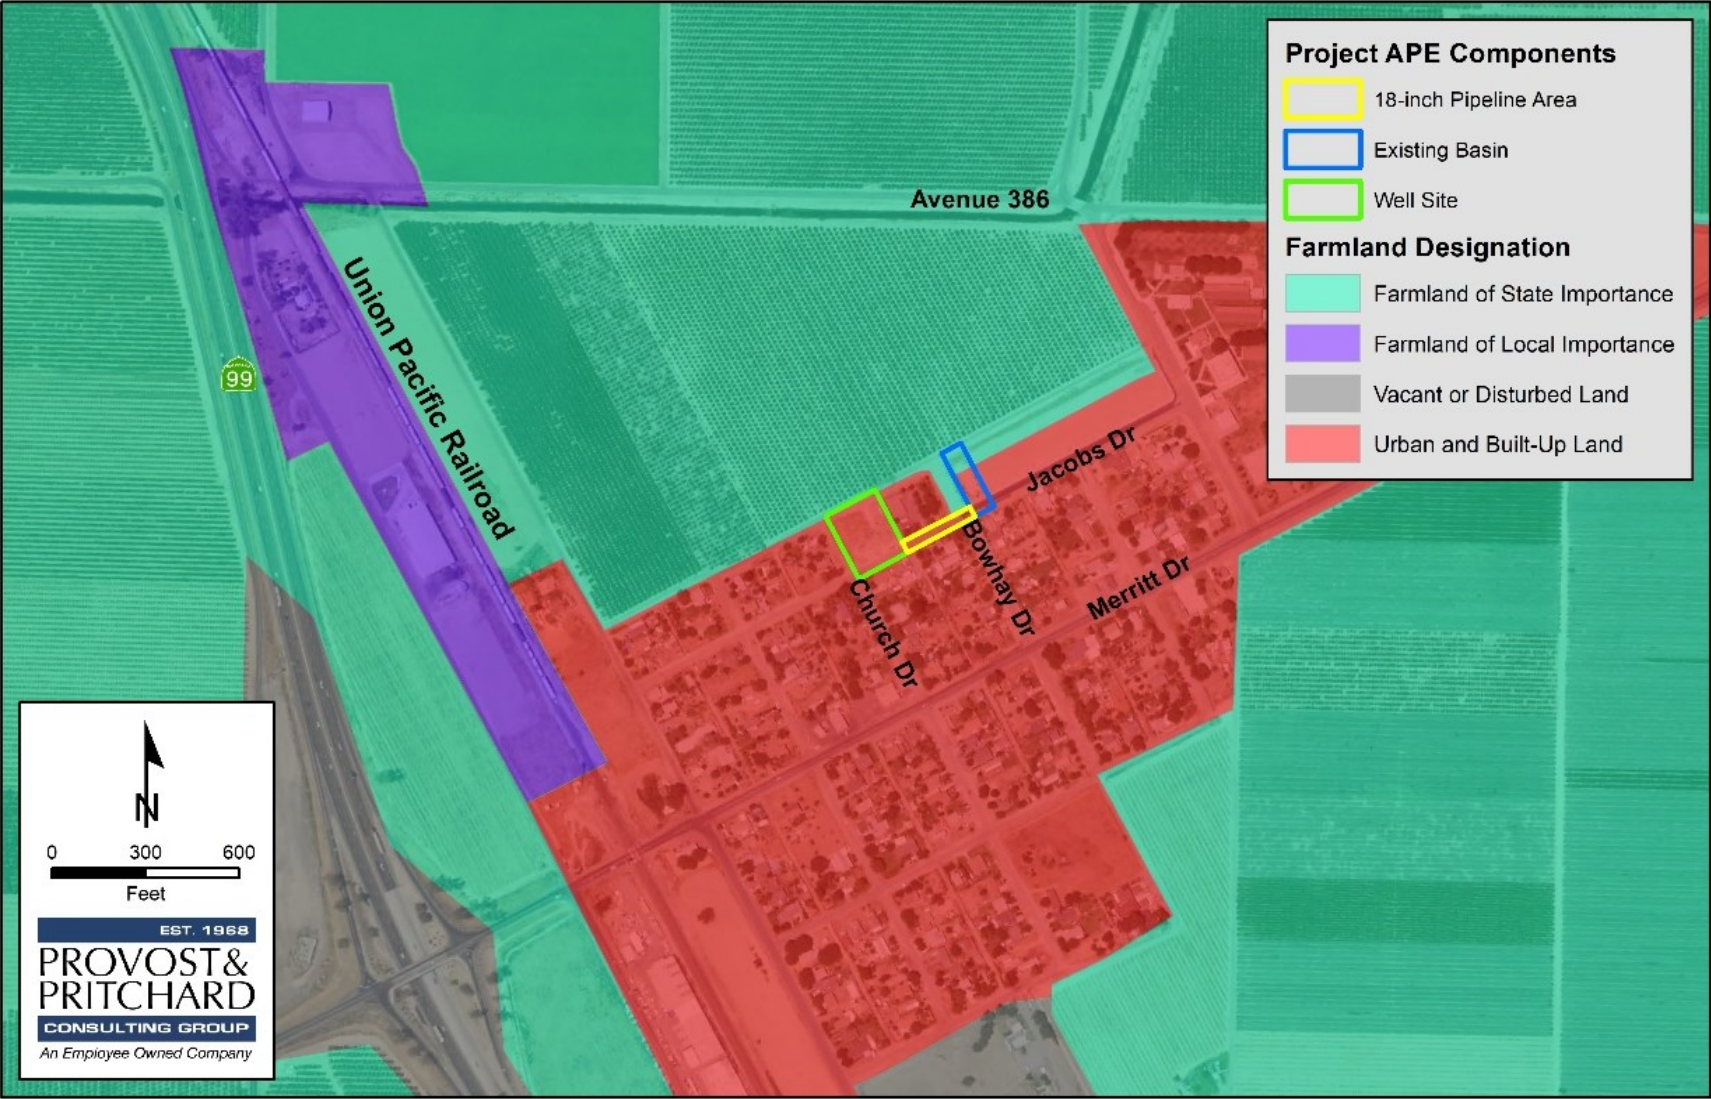 Project APE Components
18-inch Pipeline Area
Existing Basin
Well Site
Farmland Designation
Farmland of State Importance
Farmland of Local Importance
Vacant or Disturbed Land
Urban and Built-Up Land
Avenue 386
Union Pacific Railroad
99
Jacobs Dr
Bowhay Dr
Merritt Dr
Church Dr
N
0 300 600
Feet
EST. 1968
PROVOST&
PRITCHARD
CONSULTING GROUP
An Employee Owned Company